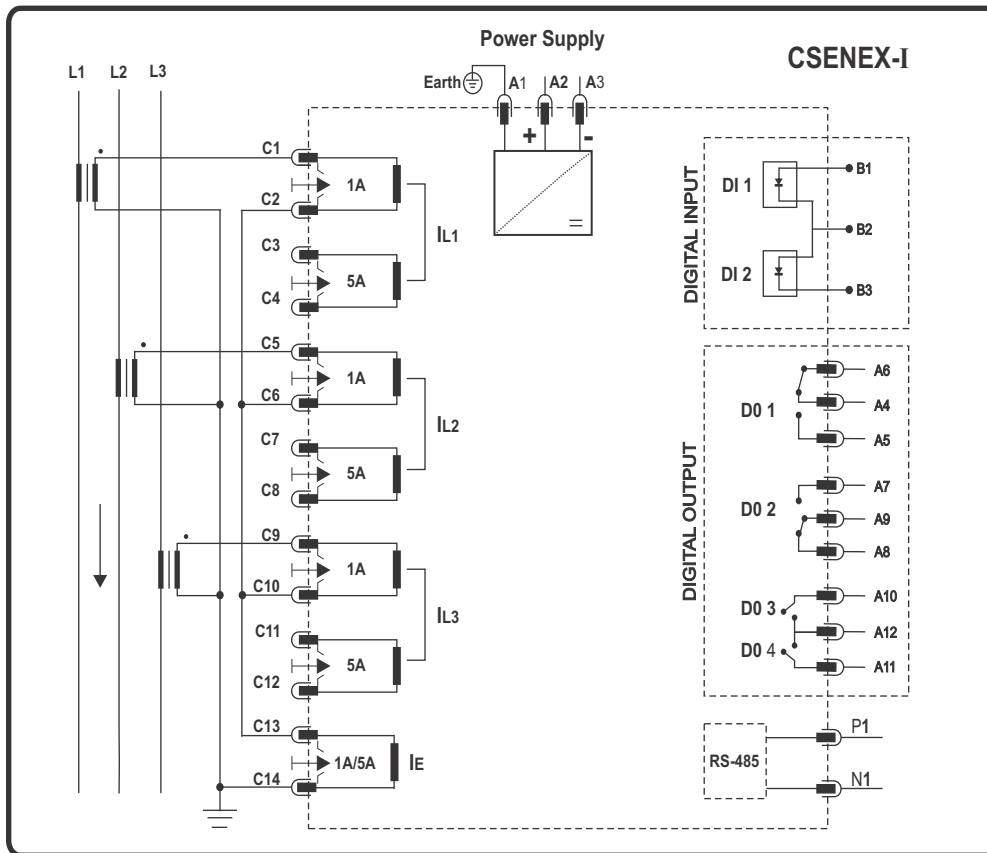 Power Supply
CSENEX-I
L1
L2
L3
Earth
A1
A2
A3
+
-
C1
1A
C2
IL1
C3
5A
C4
C5
1A
C6
IL2
C7
5A
C8
C9
1A
C10
IL3
C11
5A
C12
C13
1A/5A
IE
C14
DIGITAL INPUT
DI 1
B1
B2
DI 2
B3
DIGITAL OUTPUT
D0 1
A6
A4
A5
D0 2
A7
A9
A8
D0 3
A10
A12
D0 4
A11
RS-485
P1
N1